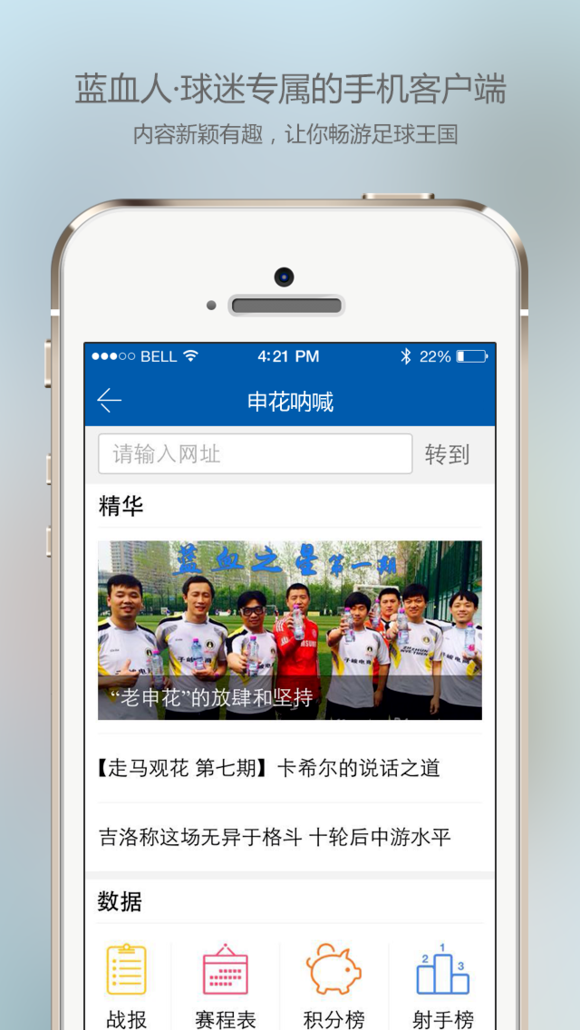 蓝血人·球迷专属的手机客户端
内容新颖有趣，让你畅游足球王国
BELL 4:21 PM 22%
申花呐喊
请输入网址 转到
精华
蓝血之星第一期
“老申花”的放肆和坚持
【走马观花 第七期】卡希尔的说话之道
吉洛称这场无异于格斗 十轮后中游水平
数据
2 1 3
战报 赛程表 积分榜 射手榜